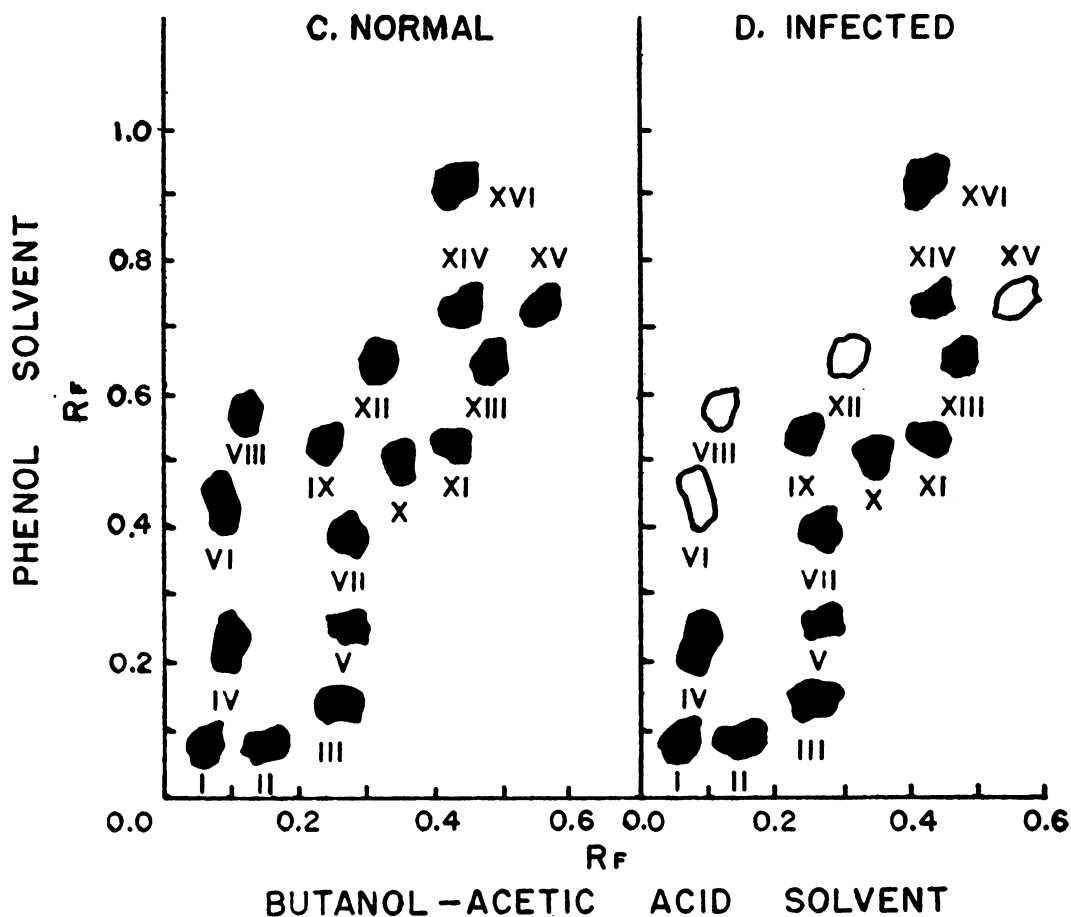 C. NORMAL
D. INFECTED
PHENOL SOLVENT
RF
1.0
0.8
0.6
0.4
0.2
0.0
XVI
XIV XV
XII XIII
VIII
IX X XI
VI
VII
V
IV
III
I II
XVI
XIV XV
XII XIII
VIII
IX X XI
VI
VII
V
IV
III
I II
0.2 0.4 0.6 0.0 0.2 0.4 0.6
RF
BUTANOL-ACETIC ACID SOLVENT